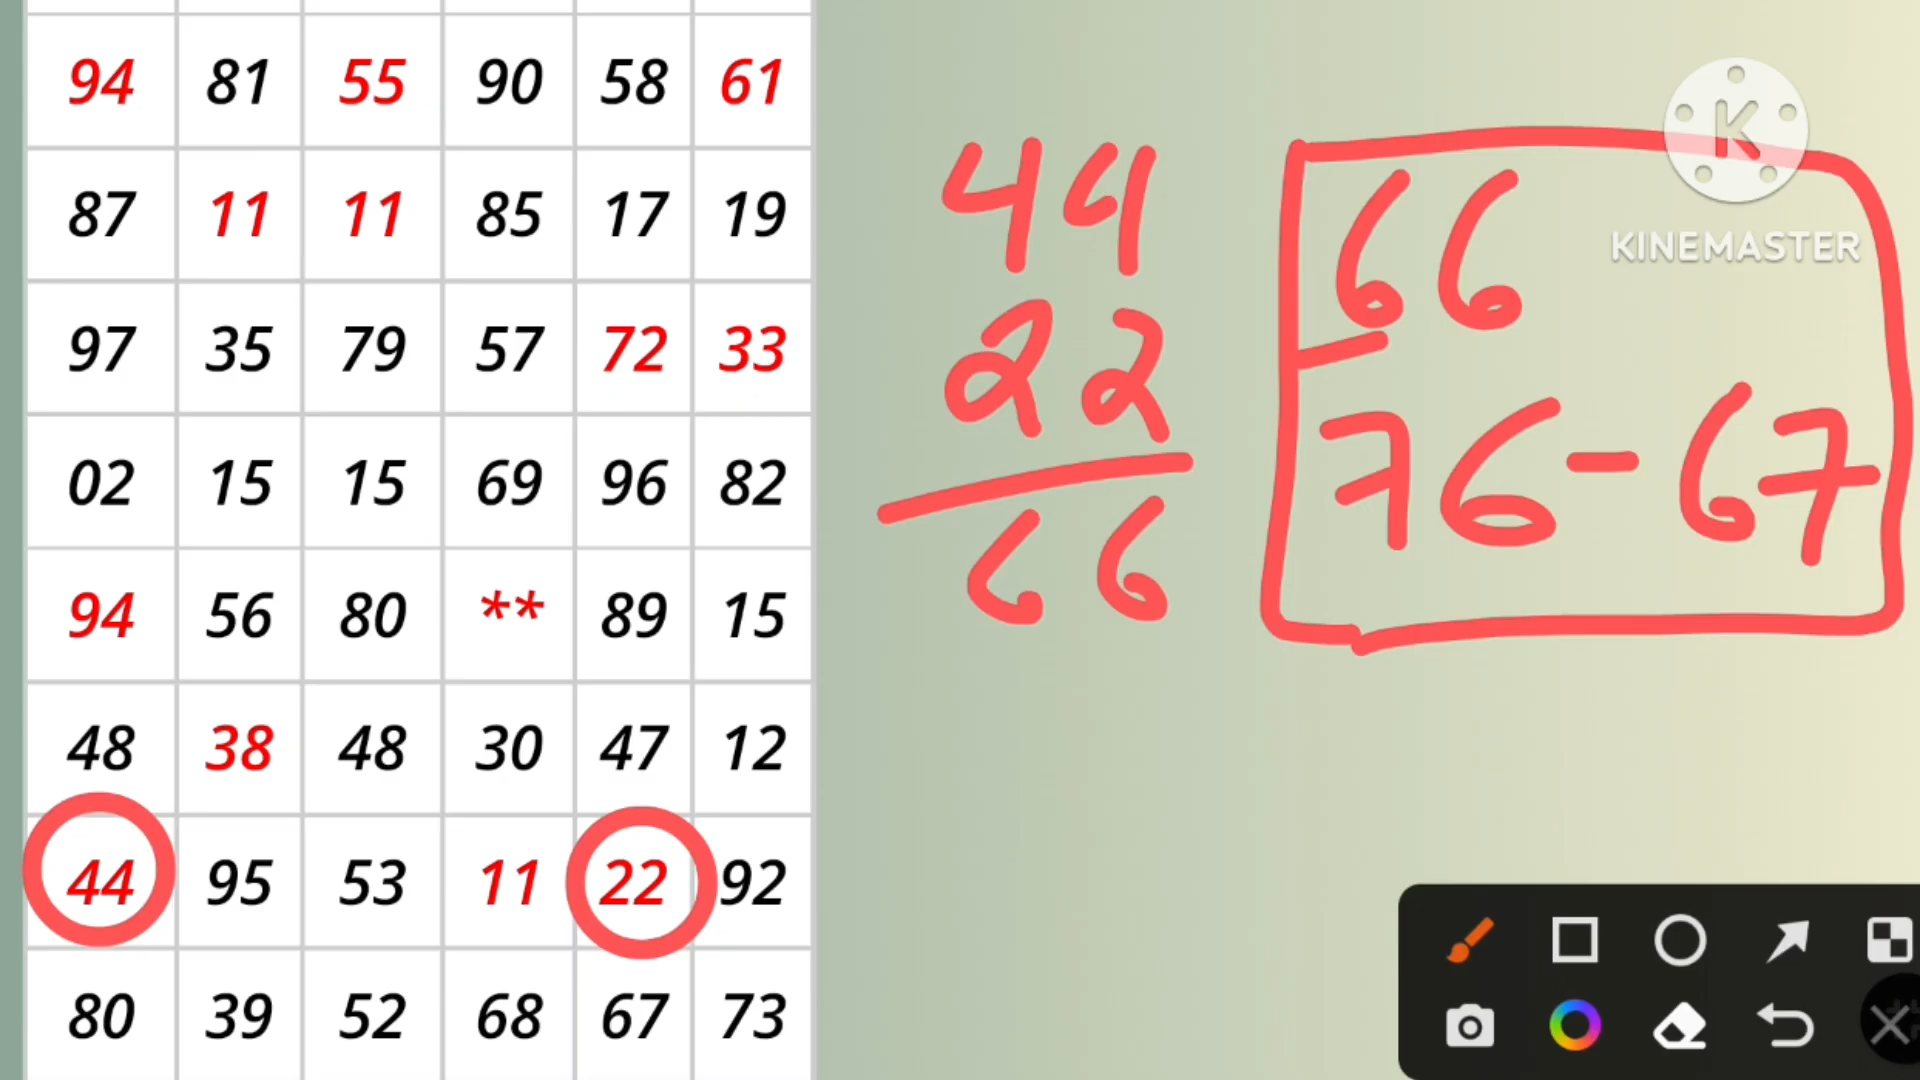 94 81 55 90 58 61
87 11 11 85 17 19
97 35 79 57 72 33
02 15 15 69 96 82
94 56 80 ** 89 15
48 38 48 30 47 12
44 95 53 11 22 92
80 39 52 68 67 73
44
22
66
66
76-67
KINEMASTER